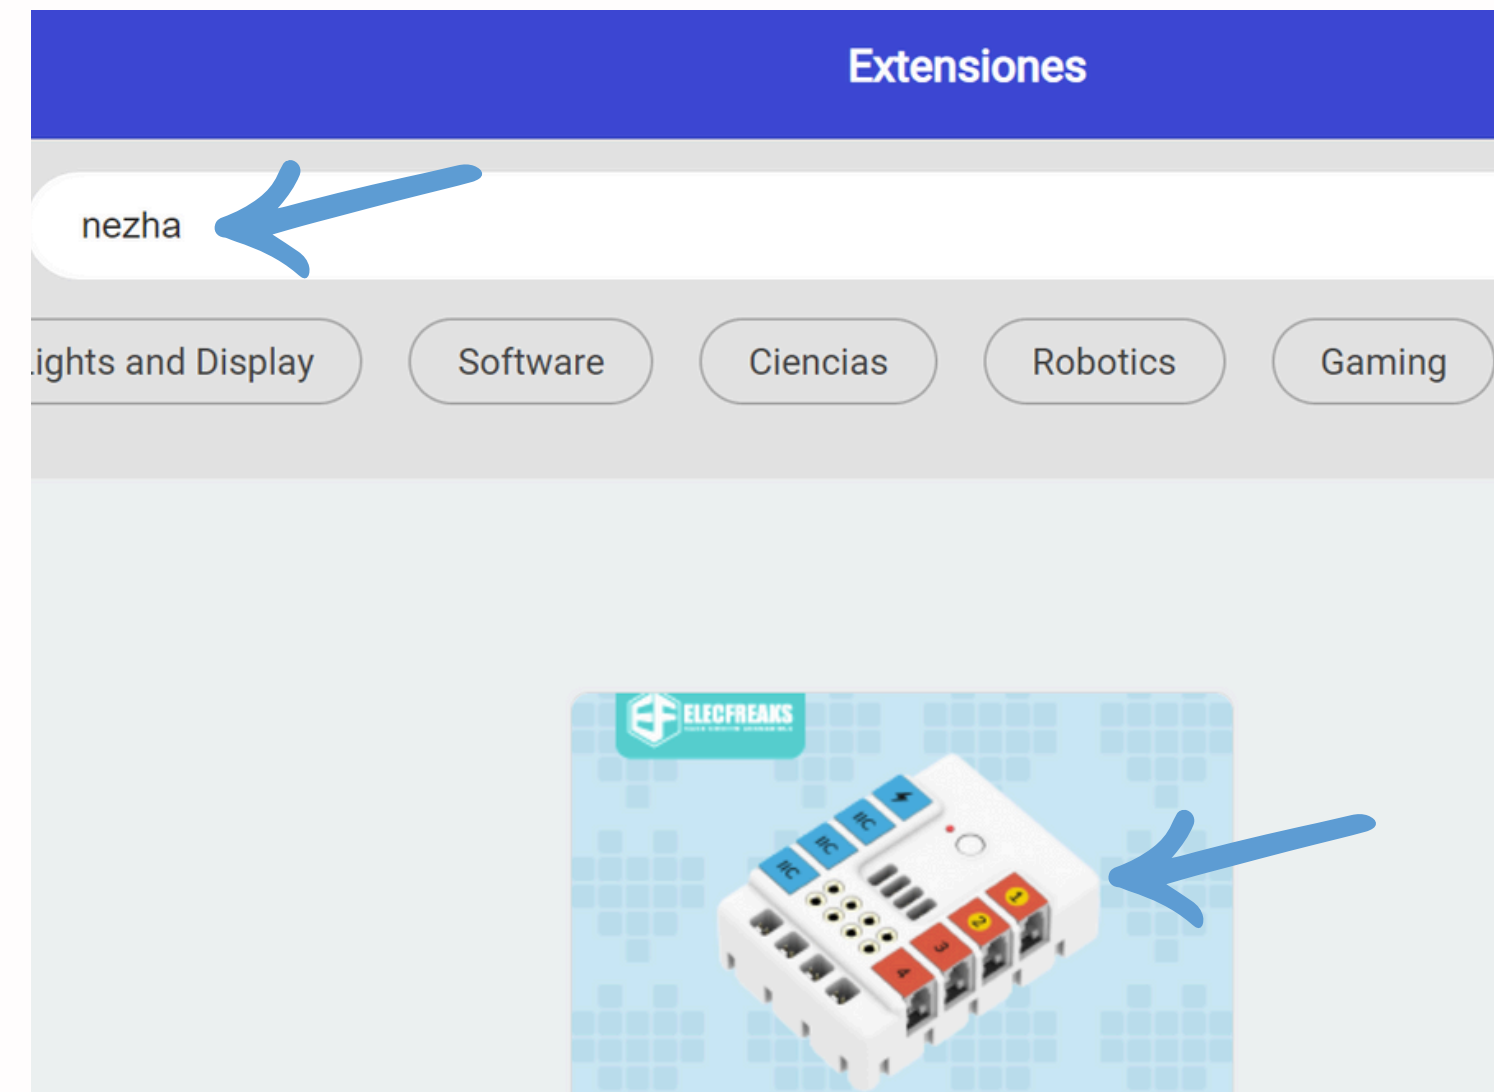 Extensiones
nezha
ights and Display
Software
Ciencias
Robotics
Gaming
ELECFREAKS
IIC
IIC
IIC
1
2
3
4